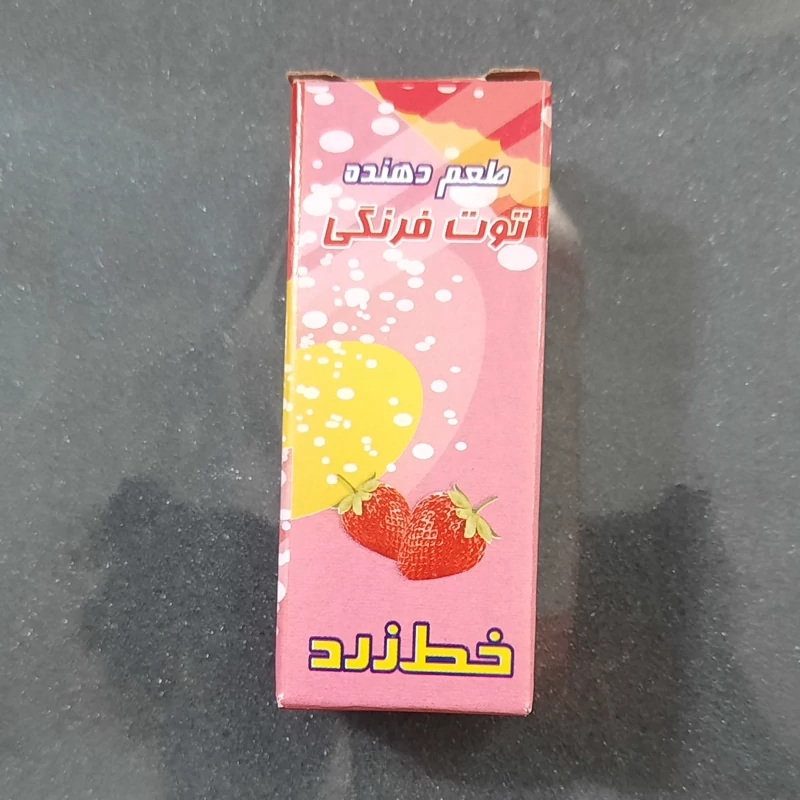 طعم دهنده
توت فرنگی
خط زرد